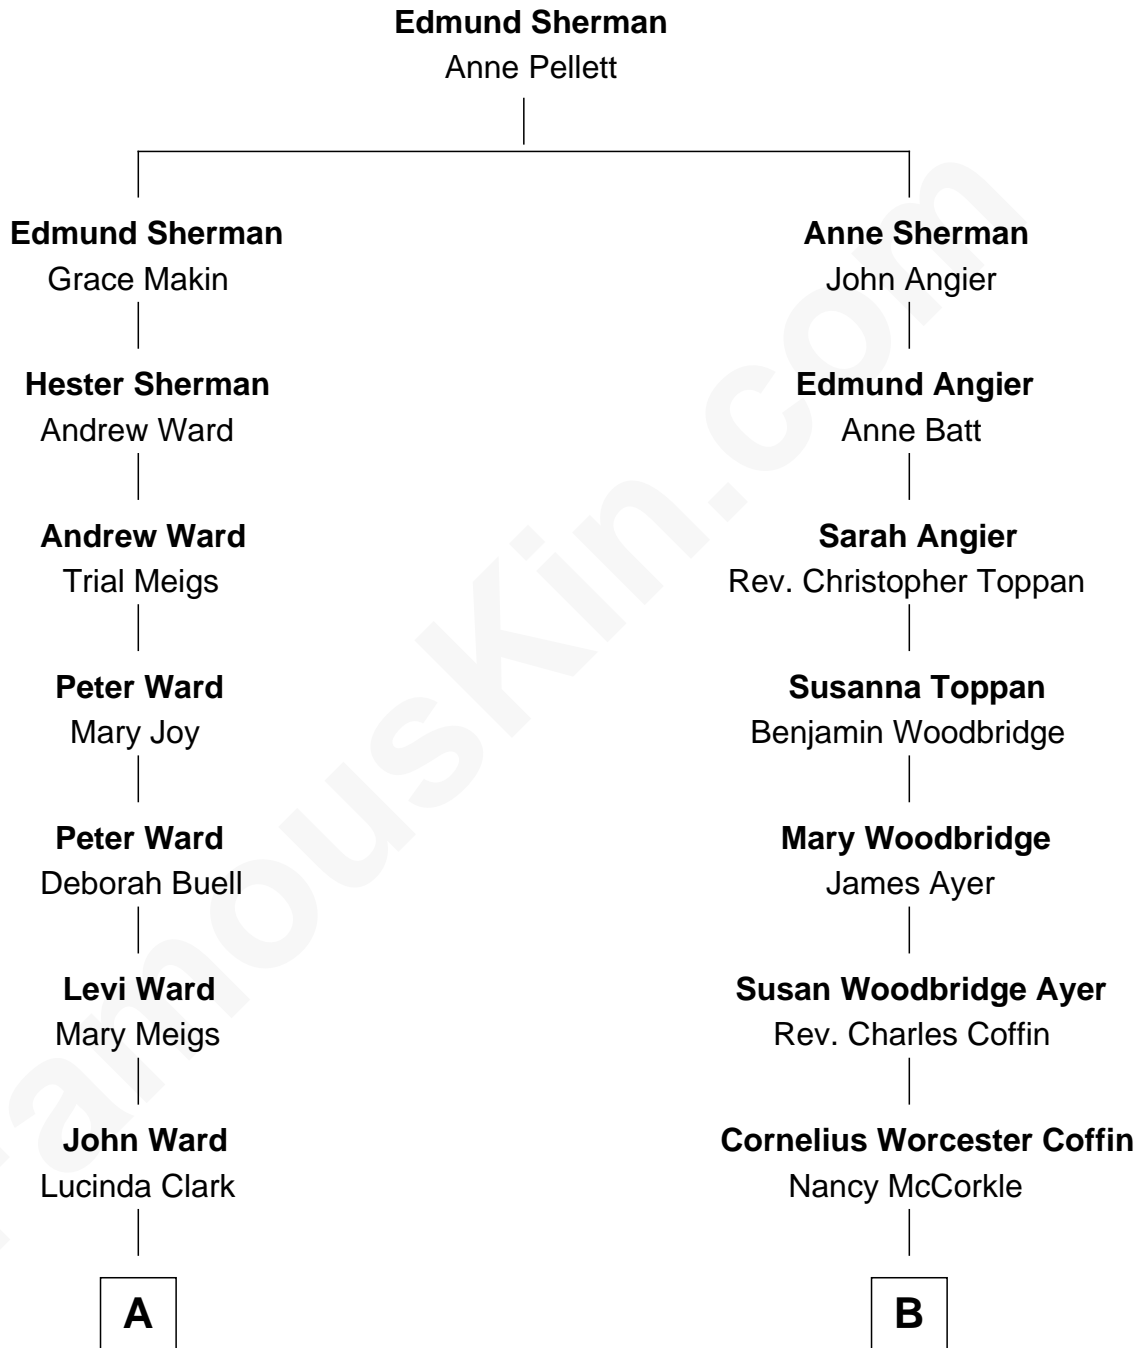 Edmund Sherman
Anne Pellett
Edmund Sherman
Grace Makin
Anne Sherman
John Angier
Hester Sherman
Andrew Ward
Edmund Angier
Anne Batt
Andrew Ward
Trial Meigs
Sarah Angier
Rev. Christopher Toppan
Peter Ward
Mary Joy
Susanna Toppan
Benjamin Woodbridge
Peter Ward
Deborah Buell
Mary Woodbridge
James Ayer
Levi Ward
Mary Meigs
Susan Woodbridge Ayer
Rev. Charles Coffin
John Ward
Lucinda Clark
Cornelius Worcester Coffin
Nancy McCorkle
A
B
FamousKin.com